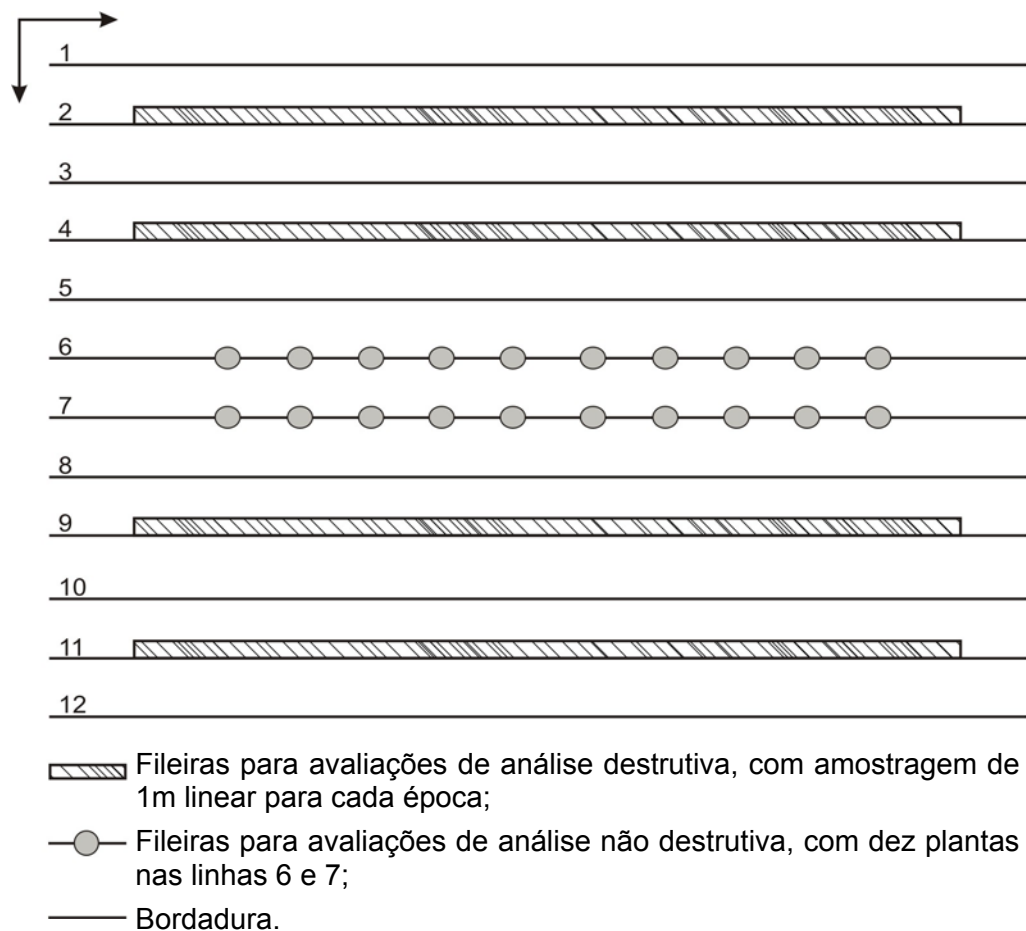 1
2
3
4
5
6
7
8
9
10
11
12
Fileiras para avaliações de análise destrutiva, com amostragem de
1m linear para cada época;
Fileiras para avaliações de análise não destrutiva, com dez plantas
nas linhas 6 e 7;
Bordadura.